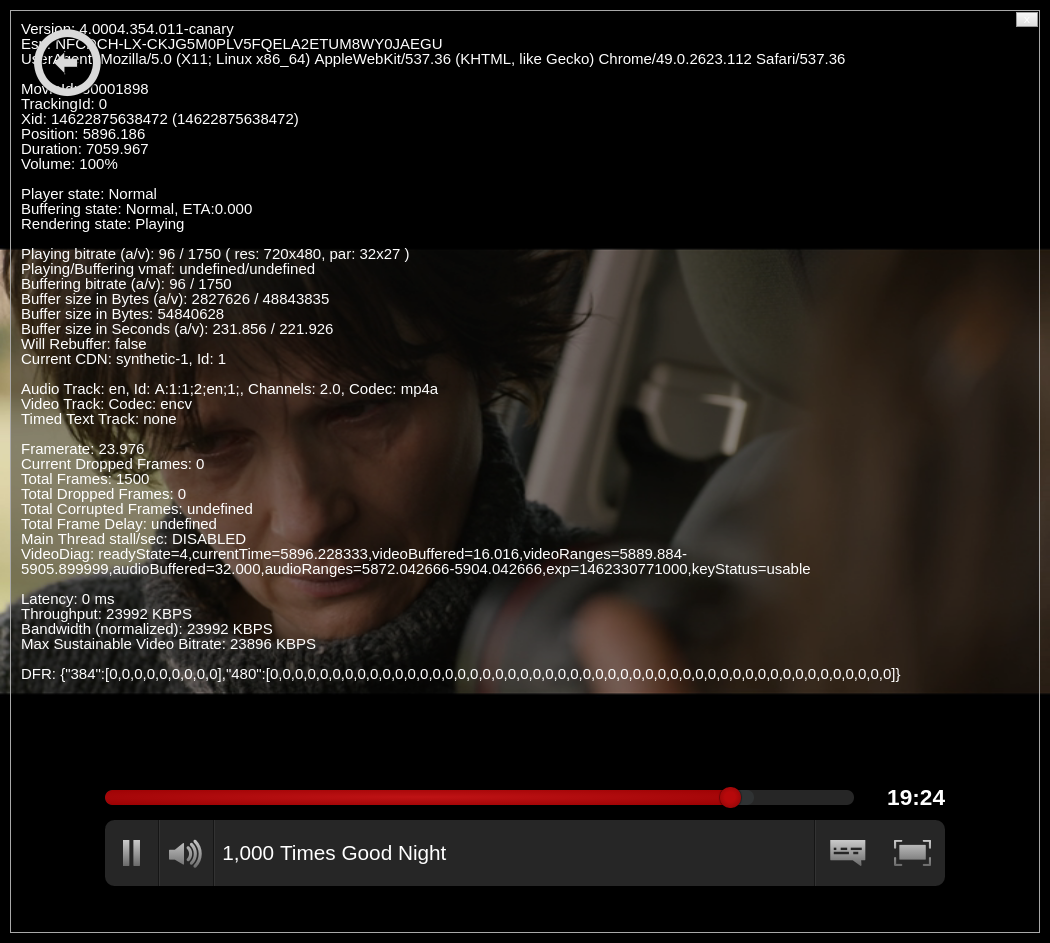 Version: 4.0004.354.011-canary
Esn: NFCDCH-LX-CKJG5M0PLV5FQELA2ETUM8WY0JAEGU
UserAgent: Mozilla/5.0 (X11; Linux x86_64) AppleWebKit/537.36 (KHTML, like Gecko) Chrome/49.0.2623.112 Safari/537.36
MovieId: 80001898
TrackingId: 0
Xid: 14622875638472 (14622875638472)
Position: 5896.186
Duration: 7059.967
Volume: 100%
Player state: Normal
Buffering state: Normal, ETA:0.000
Rendering state: Playing
Playing bitrate (a/v): 96 / 1750 ( res: 720x480, par: 32x27 )
Playing/Buffering vmaf: undefined/undefined
Buffering bitrate (a/v): 96 / 1750
Buffer size in Bytes (a/v): 2827626 / 48843835
Buffer size in Bytes: 54840628
Buffer size in Seconds (a/v): 231.856 / 221.926
Will Rebuffer: false
Current CDN: synthetic-1, Id: 1
Audio Track: en, Id: A:1:1;2;en;1;, Channels: 2.0, Codec: mp4a
Video Track: Codec: encv
Timed Text Track: none
Framerate: 23.976
Current Dropped Frames: 0
Total Frames: 1500
Total Dropped Frames: 0
Total Corrupted Frames: undefined
Total Frame Delay: undefined
Main Thread stall/sec: DISABLED
VideoDiag: readyState=4,currentTime=5896.228333,videoBuffered=16.016,videoRanges=5889.884-
5905.899999,audioBuffered=32.000,audioRanges=5872.042666-5904.042666,exp=1462330771000,keyStatus=usable
Latency: 0 ms
Throughput: 23992 KBPS
Bandwidth (normalized): 23992 KBPS
Max Sustainable Video Bitrate: 23896 KBPS
DFR: {"384":[0,0,0,0,0,0,0,0,0],"480":[0,0,0,0,0,0,0,0,0,0,0,0,0,0,0,0,0,0,0,0,0,0,0,0,0,0,0,0,0,0,0,0,0,0,0,0,0,0,0,0,0,0,0,0,0,0,0,0,0,0]}
19:24
1,000 Times Good Night